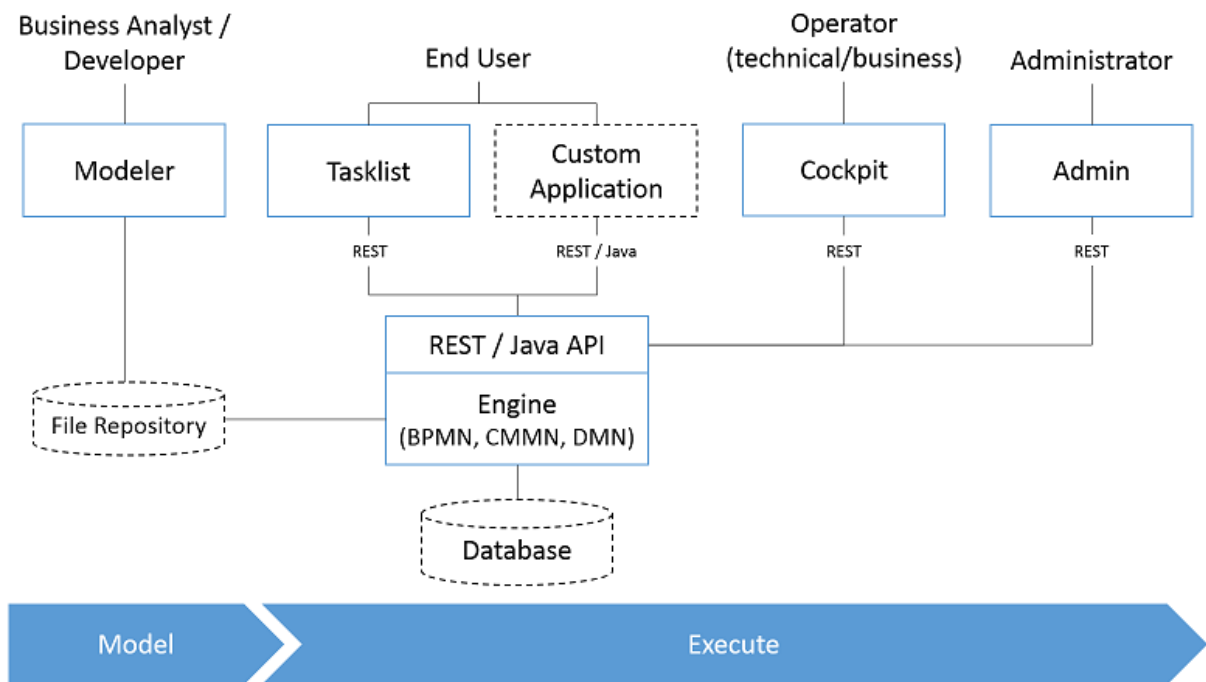 Business Analyst /
Developer
End User
Operator
(technical/business)
Administrator
Modeler
Tasklist
Custom
Application
Cockpit
Admin
REST
REST / Java
REST
REST
REST / Java API
File Repository
Engine
(BPMN, CMMN, DMN)
Database
Model
Execute